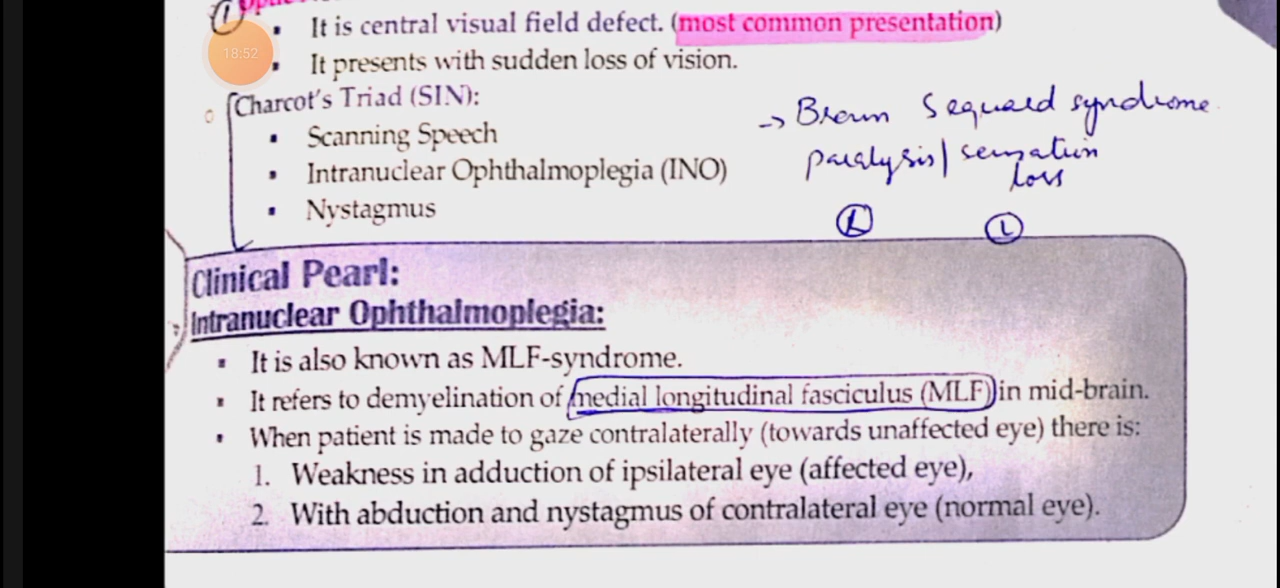 It is central visual field defect. (most common presentation)
18:52
It presents with sudden loss of vision.
Charcot's Triad (SIN):
Scanning Speech
Intranuclear Ophthalmoplegia (INO)
Nystagmus
→ Brown Sequard syndrome
paralysis/ sensation
loss
L L
Clinical Pearl:
Intranuclear Ophthalmoplegia:
It is also known as MLF-syndrome.
It refers to demyelination of medial longitudinal fasciculus (MLF) in mid-brain.
When patient is made to gaze contralaterally (towards unaffected eye) there is:
1. Weakness in adduction of ipsilateral eye (affected eye),
2. With abduction and nystagmus of contralateral eye (normal eye).